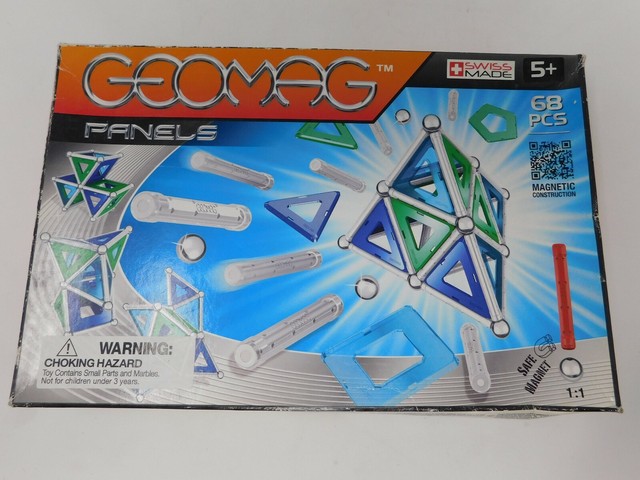 GEOMAG™
PANELS
SWISS
MADE
5+
68
PCS
MAGNETIC
CONSTRUCTION
WARNING:
CHOKING HAZARD
Toy Contains Small Parts and Marbles.
Not for children under 3 years.
SAFE
MAGNET
1:1